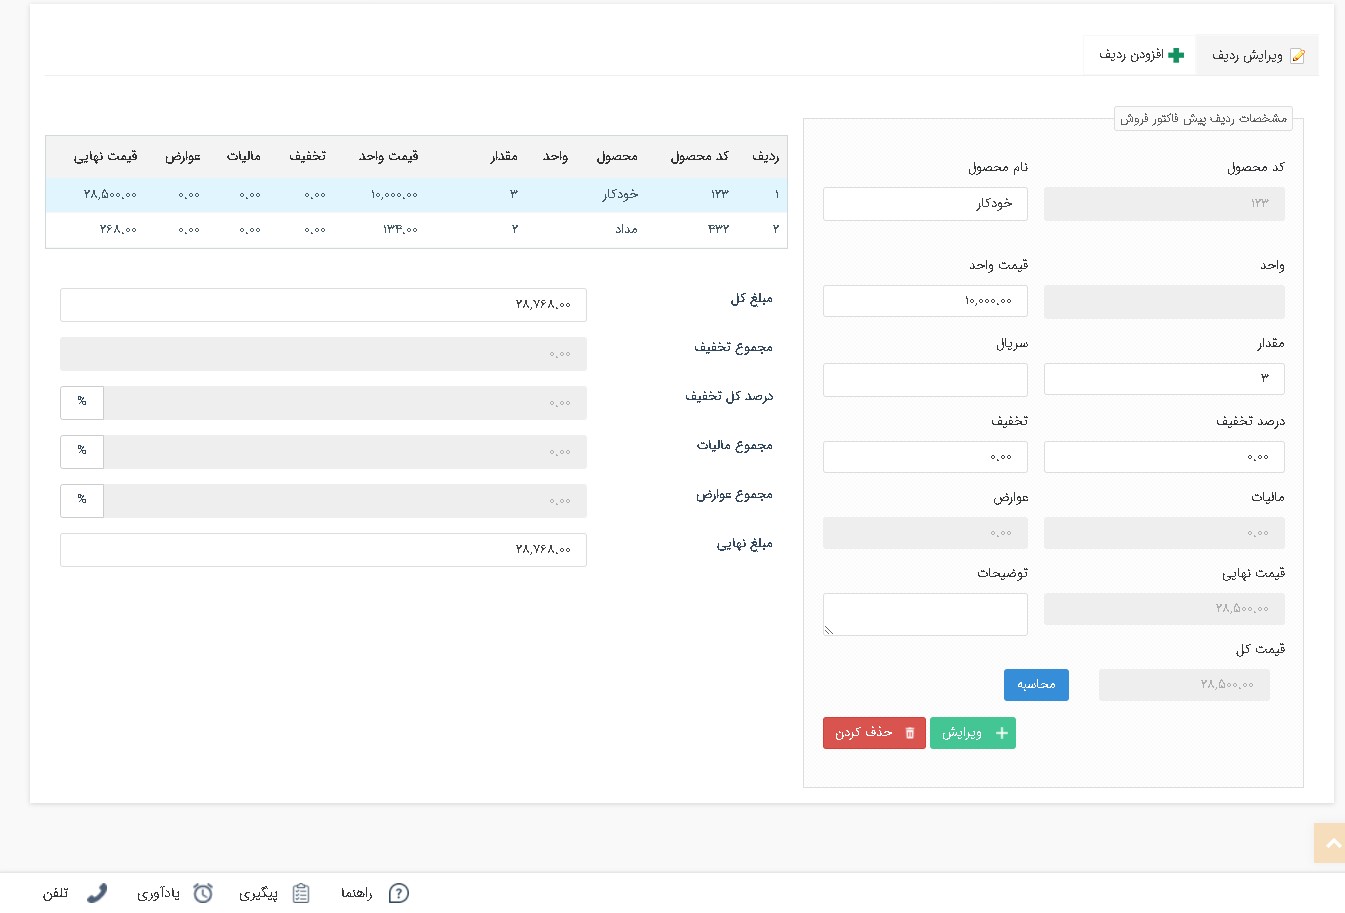 ویرایش ردیف
افزودن ردیف
مشخصات ردیف پیش فاکتور فروش
کد محصول
نام محصول
۱۲۳
خودکار
واحد
قیمت واحد
۱۰,۰۰۰.۰۰
مقدار
سریال
۳
درصد تخفیف
تخفیف
۰.۰۰
۰.۰۰
مالیات
عوارض
۰.۰۰
۰.۰۰
قیمت نهایی
توضیحات
۲۸,۵۰۰.۰۰
قیمت کل
۲۸,۵۰۰.۰۰
محاسبه
ویرایش
حذف کردن
ردیف کد محصول محصول واحد مقدار قیمت واحد تخفیف مالیات عوارض قیمت نهایی
۱ ۱۲۳ خودکار ۳ ۱۰,۰۰۰.۰۰ ۰.۰۰ ۰.۰۰ ۰.۰۰ ۲۸,۵۰۰.۰۰
۲ ۴۳۲ مداد ۲ ۱۳۴.۰۰ ۰.۰۰ ۰.۰۰ ۰.۰۰ ۲۶۸.۰۰
مبلغ کل ۲۸,۷۶۸.۰۰
مجموع تخفیف ۰.۰۰
درصد کل تخفیف ۰.۰۰ %
مجموع مالیات ۰.۰۰ %
مجموع عوارض ۰.۰۰ %
مبلغ نهایی ۲۸,۷۶۸.۰۰
راهنما پیگیری یادآوری تلفن